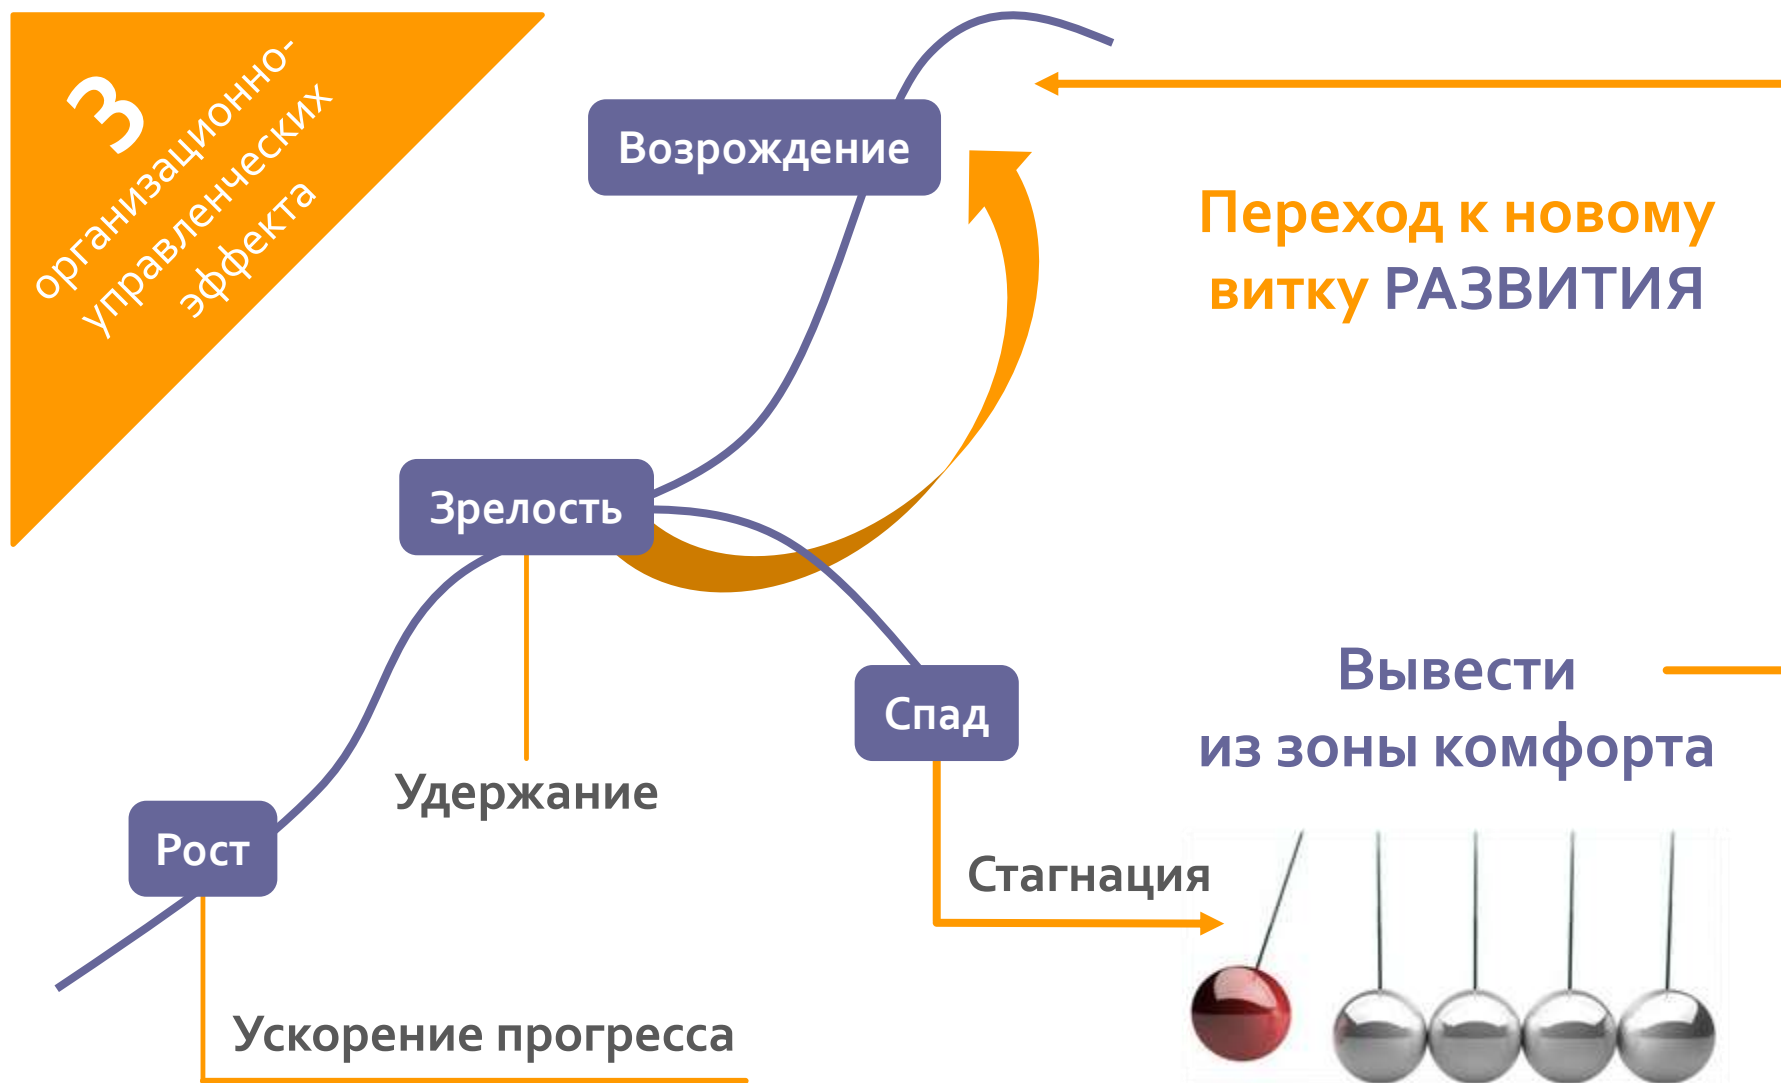 3
организационно-
управленческих
эффекта
Возрождение
Переход к новому
витку РАЗВИТИЯ
Зрелость
Вывести
из зоны комфорта
Спад
Удержание
Рост
Стагнация
Ускорение прогресса